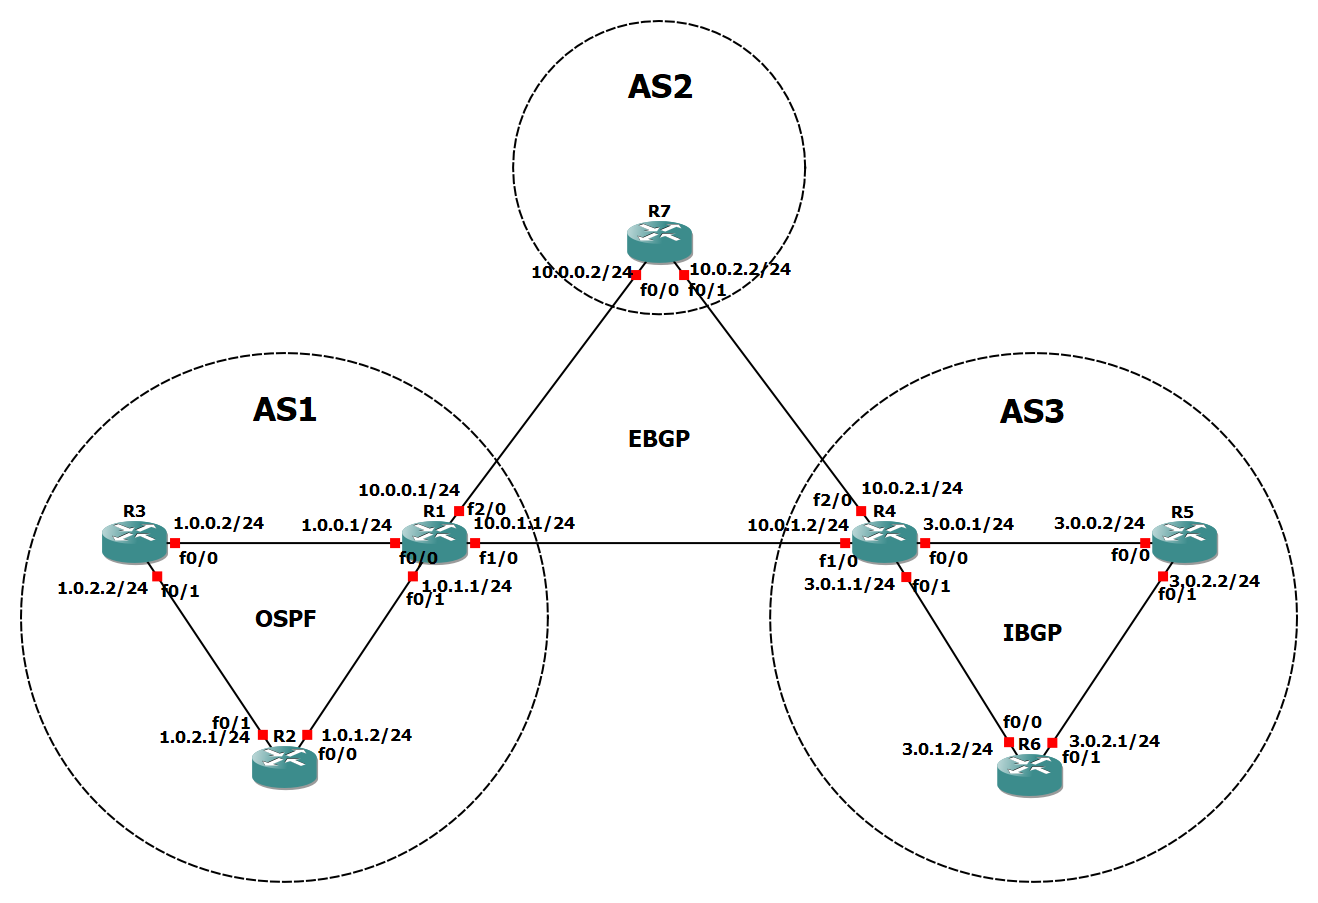 AS2
R7
10.0.0.2/24
10.0.2.2/24
f0/0
f0/1
AS1
AS3
EBGP
10.0.0.1/24
f2/0
R3
1.0.0.2/24
f0/0
1.0.0.1/24
R1
f2/0
10.0.1.1/24
f0/0
f1/0
10.0.2.1/24
10.0.1.2/24
R4
3.0.0.1/24
3.0.0.2/24
R5
f1/0
f0/0
f0/0
1.0.2.2/24
f0/1
1.0.1.1/24
f0/1
3.0.1.1/24
f0/1
3.0.2.2/24
f0/1
OSPF
IBGP
f0/1
1.0.2.1/24
R2
1.0.1.2/24
f0/0
f0/0
3.0.1.2/24
R6
3.0.2.1/24
f0/1